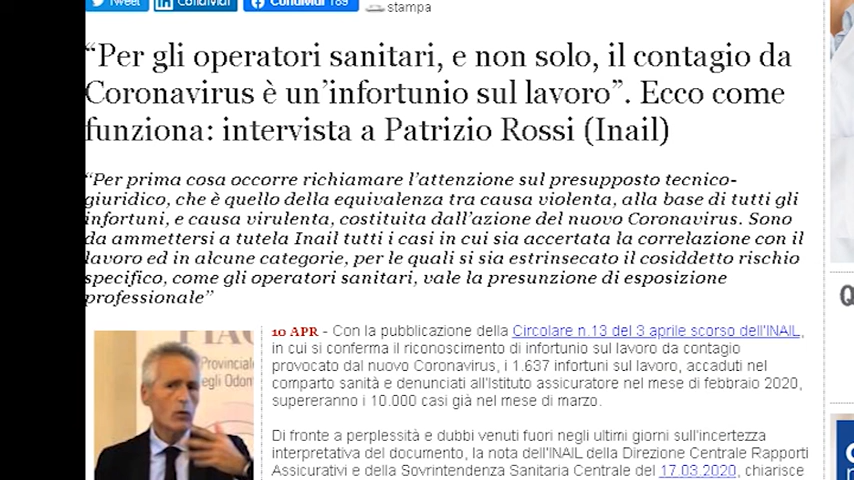 Tweet Condividi Condividi 189 stampa
“Per gli operatori sanitari, e non solo, il contagio da
Coronavirus è un’infortunio sul lavoro”. Ecco come
funziona: intervista a Patrizio Rossi (Inail)
“Per prima cosa occorre richiamare l’attenzione sul presupposto tecnico-
giuridico, che è quello della equivalenza tra causa violenta, alla base di tutti gli
infortuni, e causa virulenta, costituita dall’azione del nuovo Coronavirus. Sono
da ammettersi a tutela Inail tutti i casi in cui sia accertata la correlazione con il
lavoro ed in alcune categorie, per le quali si sia estrinsecato il cosiddetto rischio
specifico, come gli operatori sanitari, vale la presunzione di esposizione
professionale”
10 APR - Con la pubblicazione della Circolare n.13 del 3 aprile scorso dell'INAIL,
in cui si conferma il riconoscimento di infortunio sul lavoro da contagio
provocato dal nuovo Coronavirus, i 1.637 infortuni sul lavoro, accaduti nel
comparto sanità e denunciati all'Istituto assicuratore nel mese di febbraio 2020,
supereranno i 10.000 casi già nel mese di marzo.
Di fronte a perplessità e dubbi venuti fuori negli ultimi giorni sull'incertezza
interpretativa del documento, la nota dell'INAIL della Direzione Centrale Rapporti
Assicurativi e della Sovrintendenza Sanitaria Centrale del 17.03.2020, chiarisce
Provinciale
egli Odont